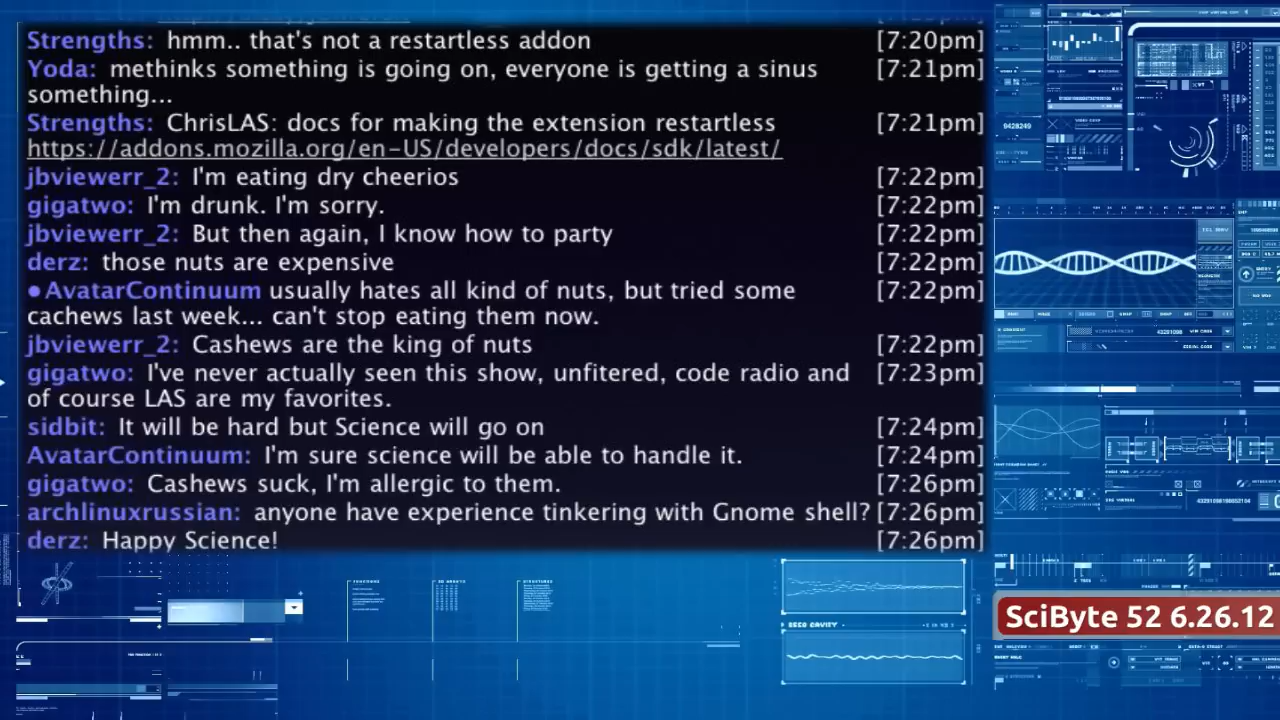 Strengths: hmm.. that's not a restartless addon [7:20pm]
Yoda: methinks something is going on, everyone is getting a sinus [7:21pm]
something...
Strengths: ChrisLAS: docs for making the extension restartless [7:21pm]
https://addons.mozilla.org/en-US/developers/docs/sdk/latest/
jbviewerr_2: I'm eating dry cheerios [7:22pm]
gigatwo: I'm drunk. I'm sorry. [7:22pm]
jbviewerr_2: But then again, I know how to party [7:22pm]
derz: those nuts are expensive [7:22pm]
•AvatarContinuum usually hates all kind of nuts, but tried some [7:22pm]
cachews last week... can't stop eating them now.
jbviewerr_2: Cashews are the king of nuts [7:22pm]
gigatwo: I've never actually seen this show, unfitered, code radio and [7:23pm]
of course LAS are my favorites.
sidbit: It will be hard but Science will go on [7:24pm]
AvatarContinuum: I'm sure science will be able to handle it. [7:24pm]
gigatwo: Cashews suck, I'm allergic to them. [7:26pm]
archlinuxrussian: anyone have experience tinkering with Gnome shell? [7:26pm]
derz: Happy Science! [7:26pm]
9428249
SciByte 52 6.26.12